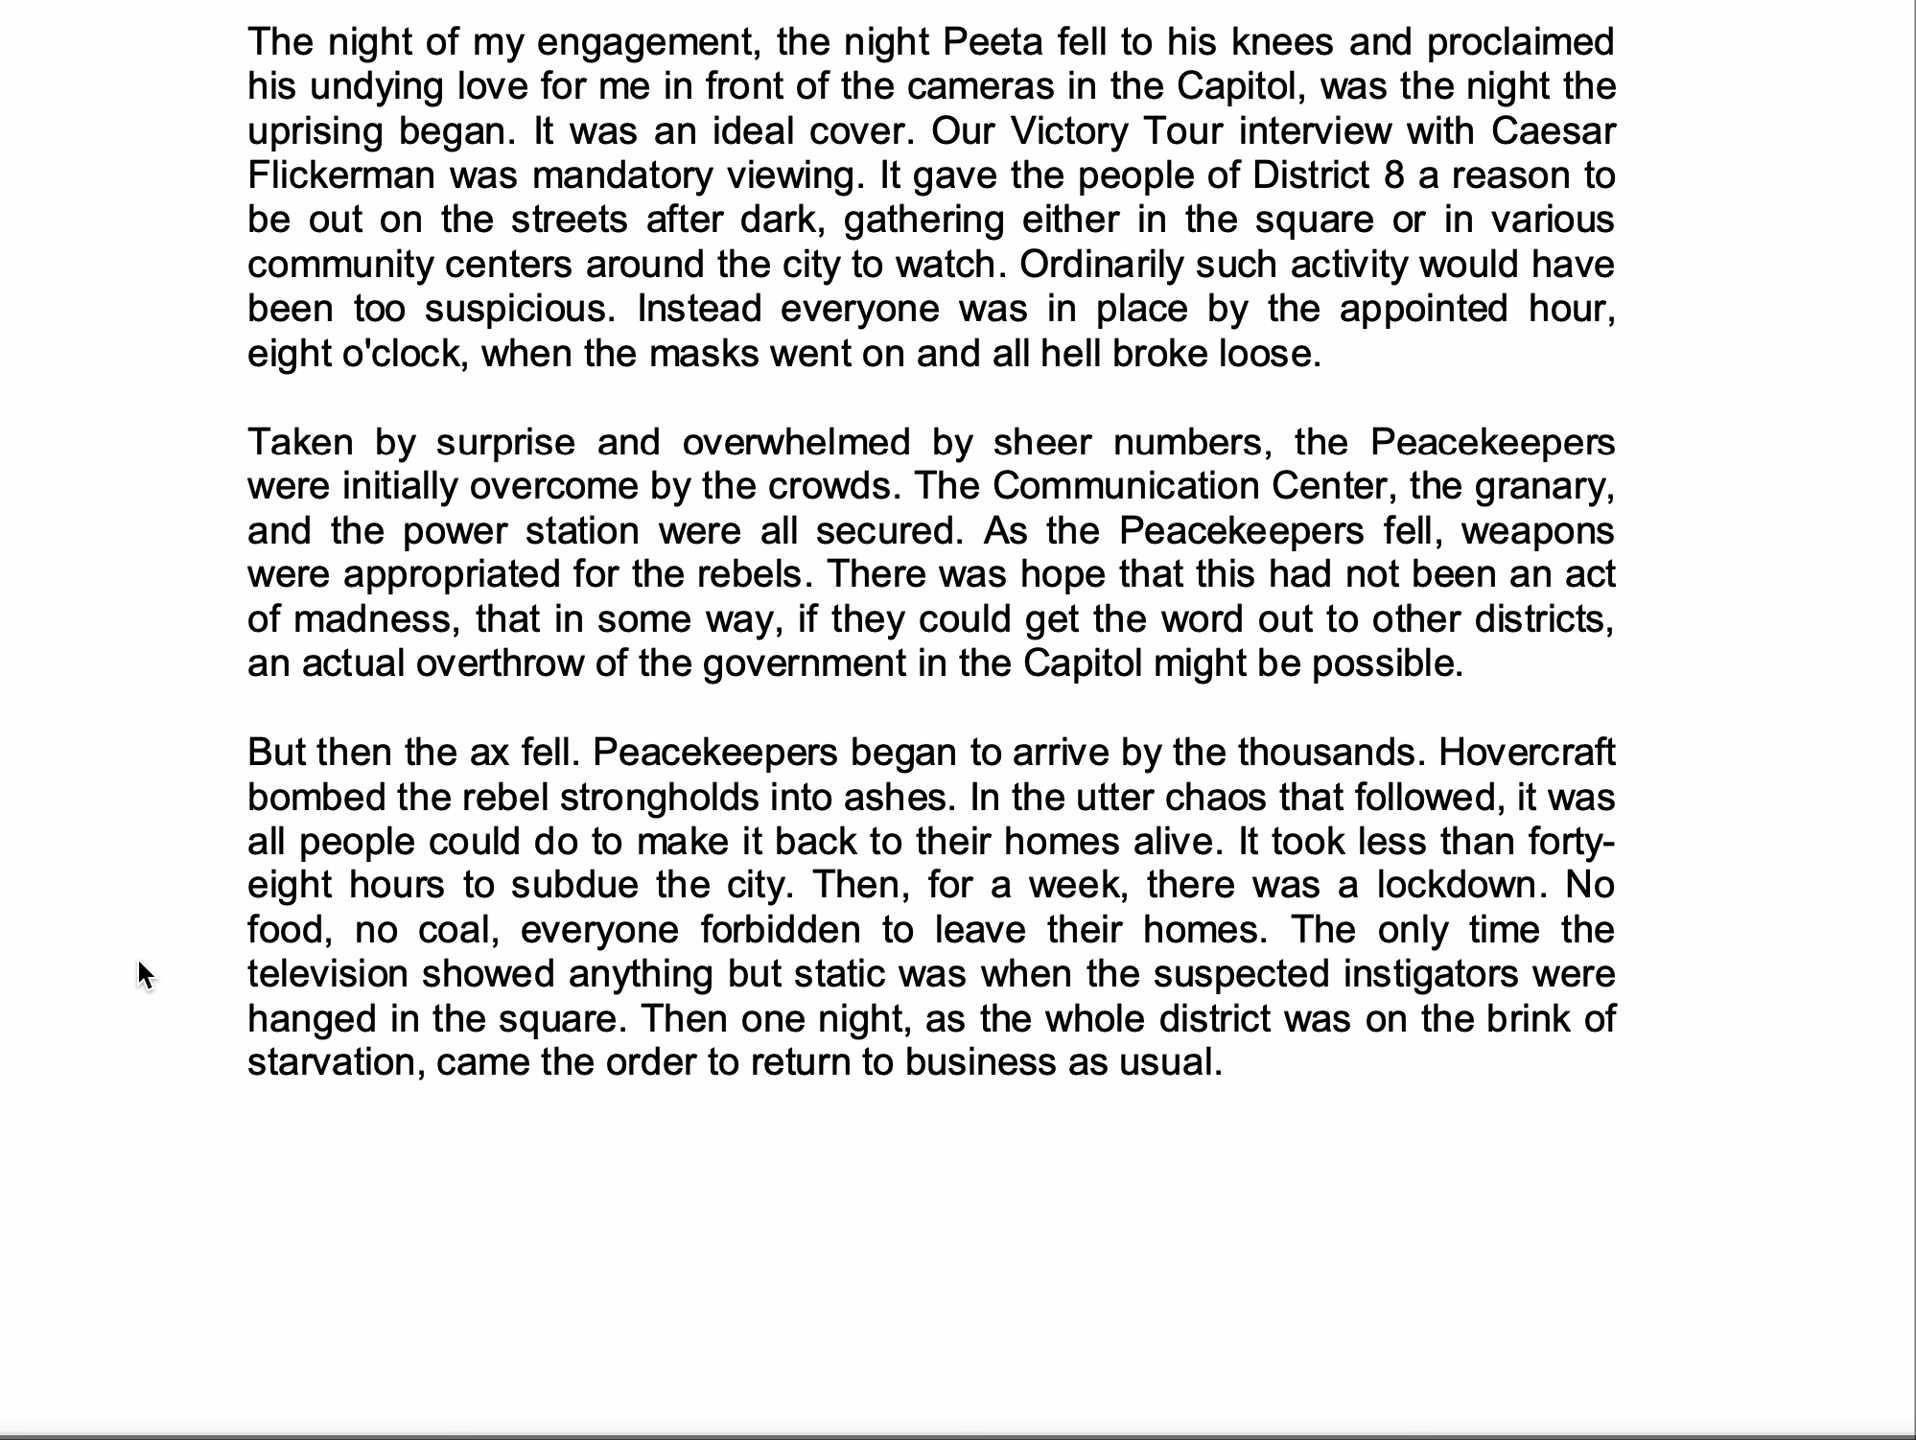 The night of my engagement, the night Peeta fell to his knees and proclaimed
his undying love for me in front of the cameras in the Capitol, was the night the
uprising began. It was an ideal cover. Our Victory Tour interview with Caesar
Flickerman was mandatory viewing. It gave the people of District 8 a reason to
be out on the streets after dark, gathering either in the square or in various
community centers around the city to watch. Ordinarily such activity would have
been too suspicious. Instead everyone was in place by the appointed hour,
eight o'clock, when the masks went on and all hell broke loose.
Taken by surprise and overwhelmed by sheer numbers, the Peacekeepers
were initially overcome by the crowds. The Communication Center, the granary,
and the power station were all secured. As the Peacekeepers fell, weapons
were appropriated for the rebels. There was hope that this had not been an act
of madness, that in some way, if they could get the word out to other districts,
an actual overthrow of the government in the Capitol might be possible.
But then the ax fell. Peacekeepers began to arrive by the thousands. Hovercraft
bombed the rebel strongholds into ashes. In the utter chaos that followed, it was
all people could do to make it back to their homes alive. It took less than forty-
eight hours to subdue the city. Then, for a week, there was a lockdown. No
food, no coal, everyone forbidden to leave their homes. The only time the
television showed anything but static was when the suspected instigators were
hanged in the square. Then one night, as the whole district was on the brink of
starvation, came the order to return to business as usual.